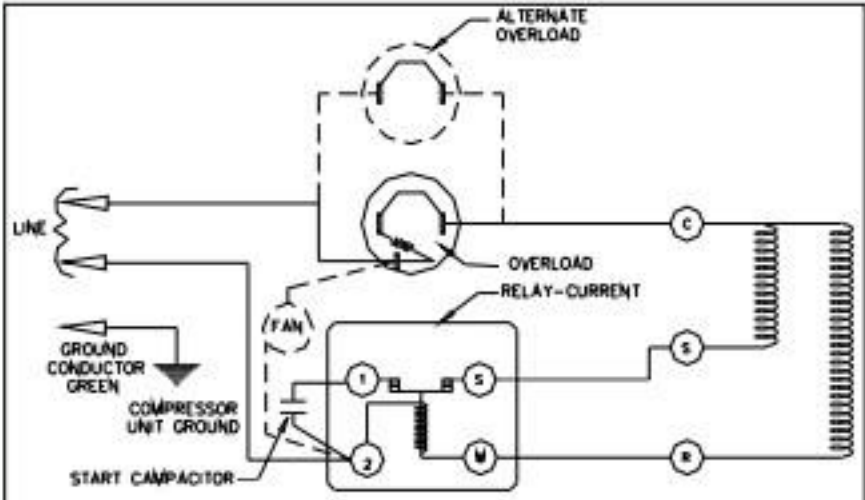 ALTERNATE
OVERLOAD
LINE
C
OVERLOAD
RELAY-CURRENT
FAN
GROUND
CONDUCTOR
GREEN
1
S
S
COMPRESSOR
UNIT GROUND
2
M
R
START CAMPACITOR